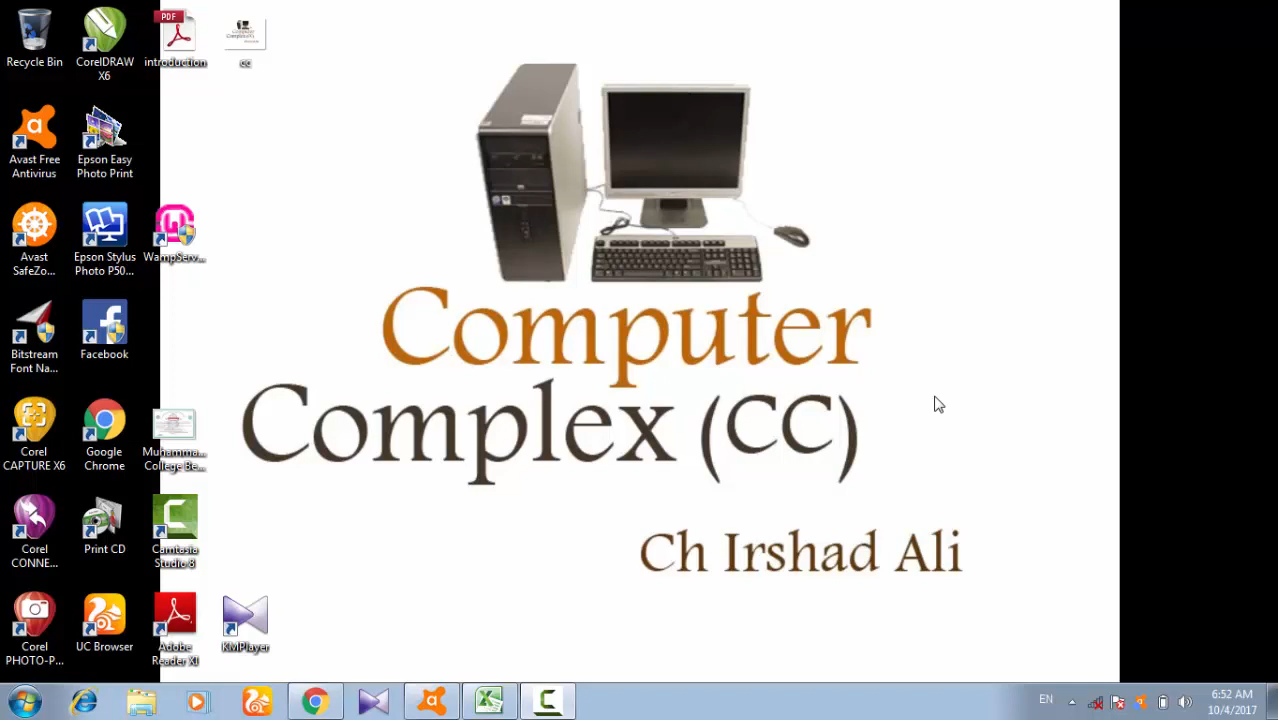 Recycle Bin
CorelDRAW
X6
PDF
introduction
cc
Avast Free
Antivirus
Epson Easy
Photo Print
Avast
SafeZo...
Epson Stylus
Photo P50...
WampServ...
Bitstream
Font Na...
Facebook
Corel
CAPTURE X6
Google
Chrome
Muhamma...
College Be...
Corel
CONNE...
Print CD
Camtasia
Studio 8
Corel
PHOTO-P...
UC Browser
Adobe
Reader XI
KMPlayer
Computer
Complex (CC)
Ch Irshad Ali
EN
6:52 AM
10/4/2017